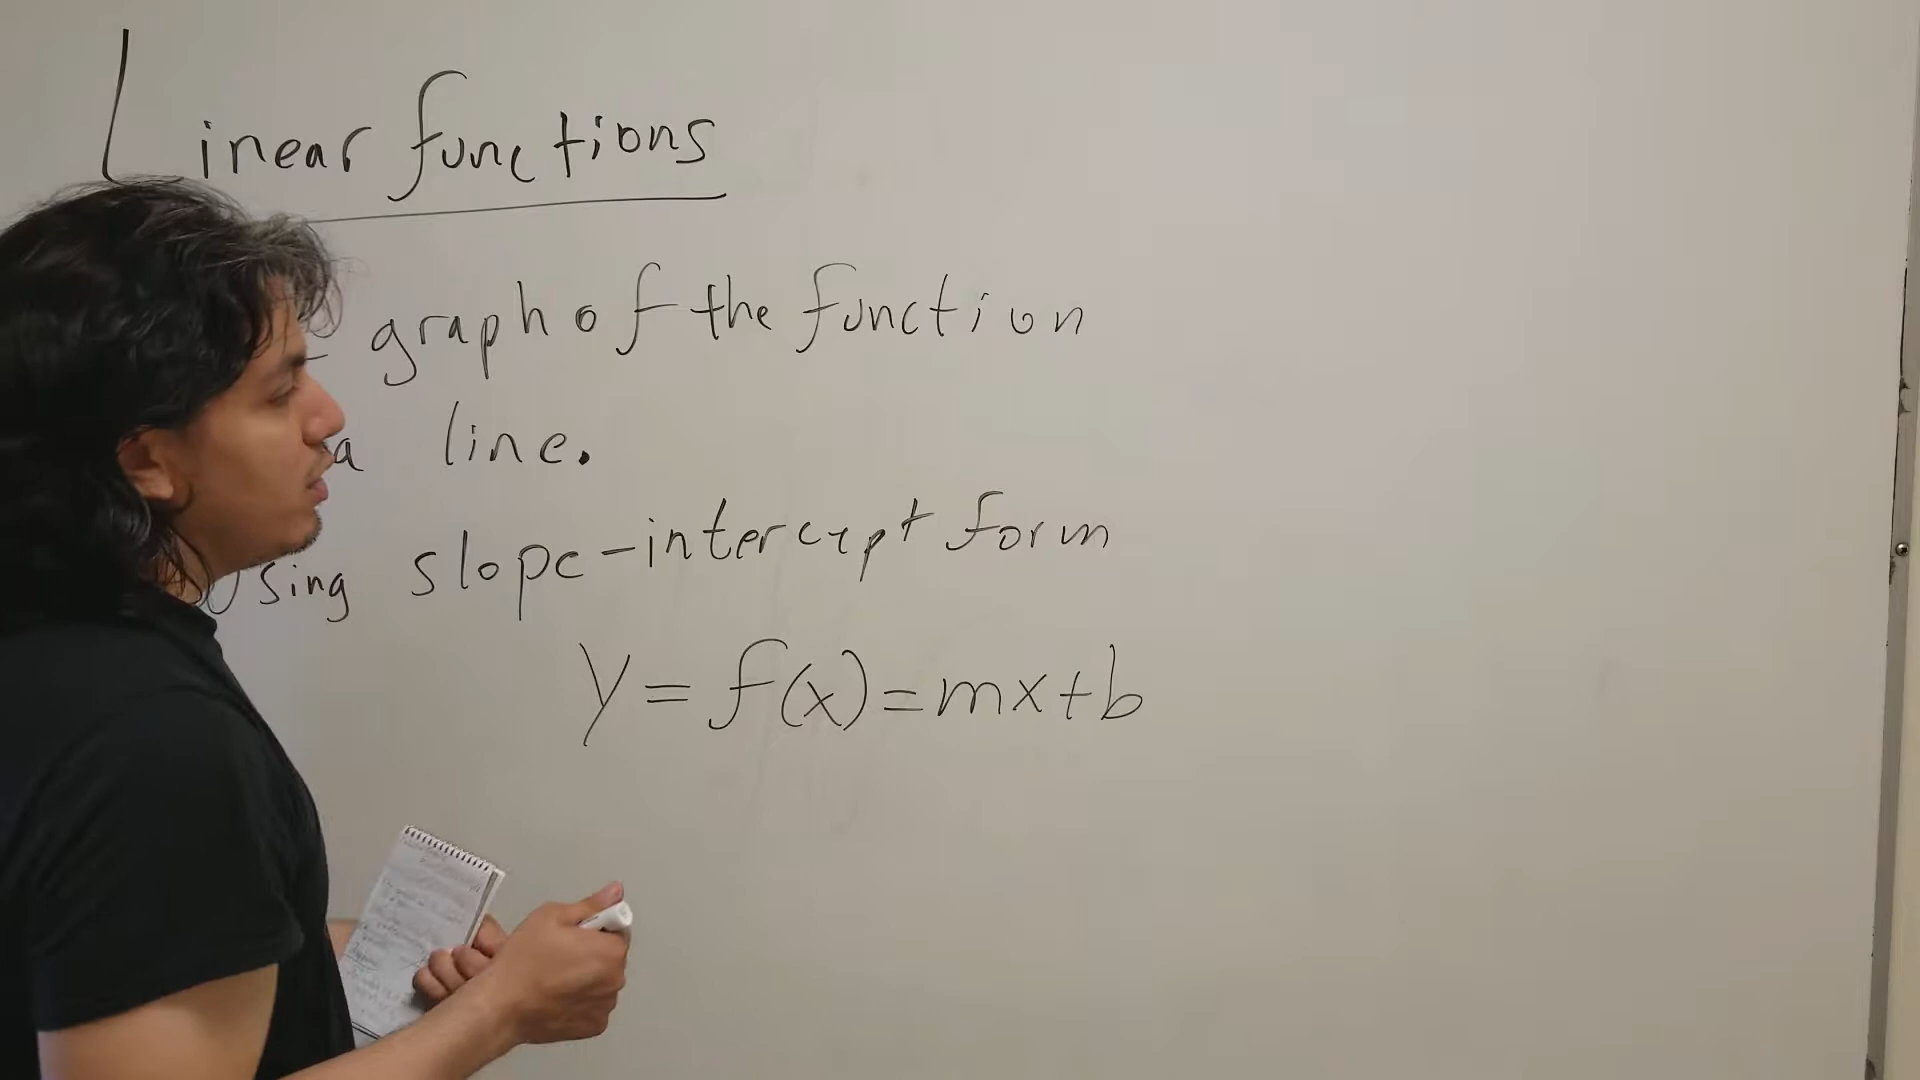 Linear functions
graph of the function
a line.
Using slope-intercept form
y = f(x) = mx+b